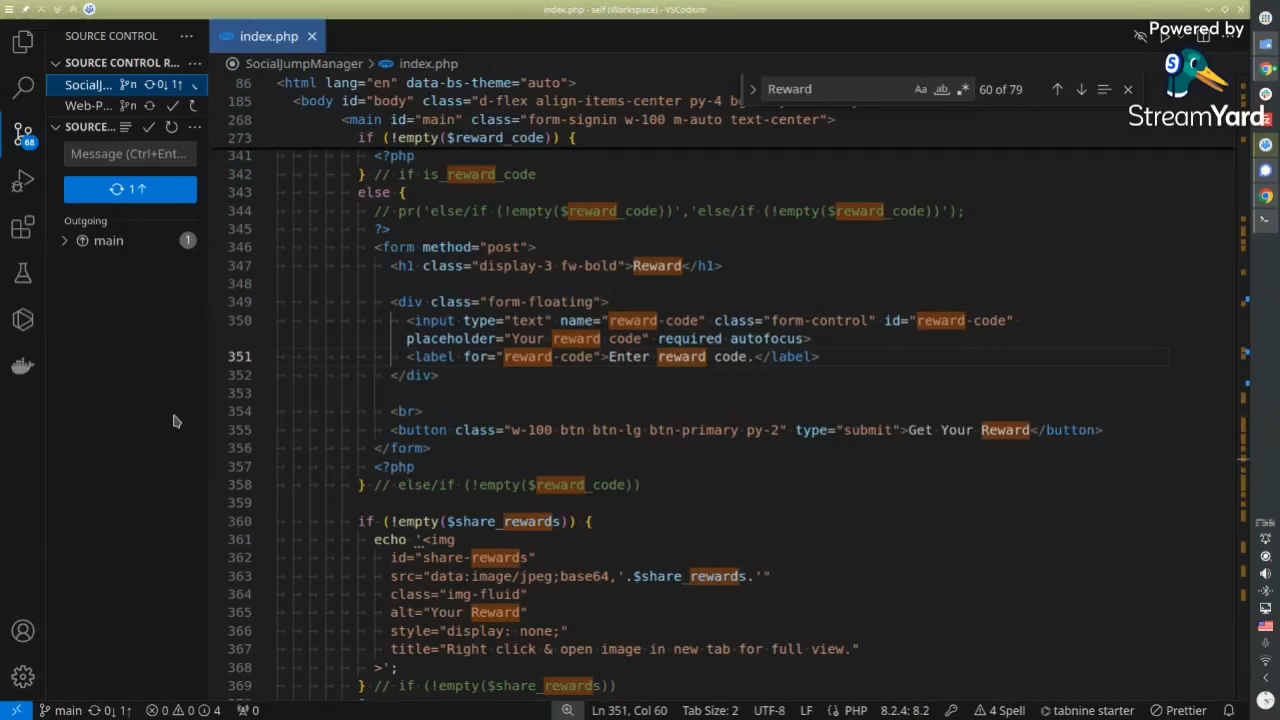 index.php - self (Workspace) - VSCodium
SOURCE CONTROL
index.php
Powered by
StreamYard
SOURCE CONTROL R...
SocialJumpManager
index.php
SocialJ...
0↓ 1↑
Web-P...
SOURCE...
Message (Ctrl+Ent...
1↑
Outgoing
main
1
68
Reward
Aa
ab
60 of 79
86 <html lang="en" data-bs-theme="auto">
185 <body id="body" class="d-flex align-items-center py-4
268 <main id="main" class="form-signin w-100 m-auto text-center">
273 if (!empty($reward_code)) {
341 <?php
342 } // if is_reward_code
343 else {
344 // pr('else/if (!empty($reward_code))','else/if (!empty($reward_code))');
345 ?>
346 <form method="post">
347 <h1 class="display-3 fw-bold">Reward</h1>
348
349 <div class="form-floating">
350 <input type="text" name="reward-code" class="form-control" id="reward-code"
placeholder="Your reward code" required autofocus>
351 <label for="reward-code">Enter reward code.</label>
352 </div>
353
354 <br>
355 <button class="w-100 btn btn-lg btn-primary py-2" type="submit">Get Your Reward</button>
356 </form>
357 <?php
358 } // else/if (!empty($reward_code))
359
360 if (!empty($share_rewards)) {
361 echo '<img
362 id="share-rewards"
363 src="data:image/jpeg;base64,'.$share_rewards.'"
364 class="img-fluid"
365 alt="Your Reward"
366 style="display: none;"
367 title="Right click & open image in new tab for full view."
368 >';
369 } // if (!empty($share_rewards))
main 0↓ 1↑ 0 0 4 0 Ln 351, Col 60 Tab Size: 2 UTF-8 LF PHP 8.2.4: 8.2 4 Spell tabnine starter Prettier